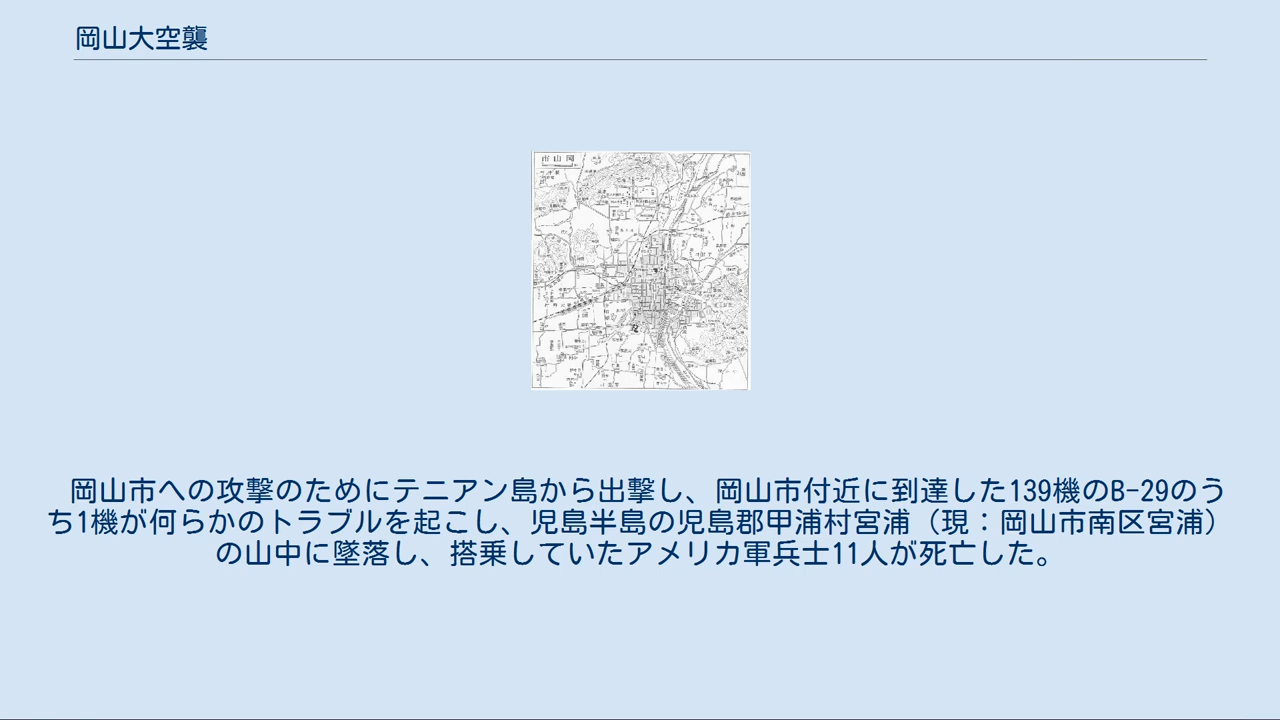 岡山大空襲
市山岡
岡山市への攻撃のためにテニアン島から出撃し、岡山市付近に到達した139機のB-29のう
ち1機が何らかのトラブルを起こし、児島半島の児島郡甲浦村宮浦（現：岡山市南区宮浦）
の山中に墜落し、搭乗していたアメリカ軍兵士11人が死亡した。